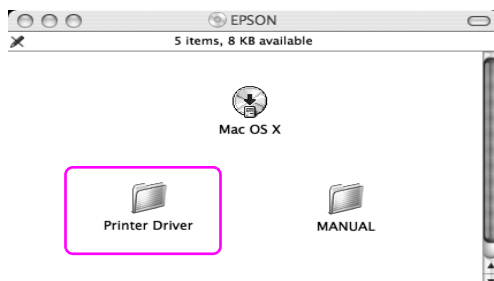 EPSON
5 items, 8 KB available
Mac OS X
Printer Driver
MANUAL